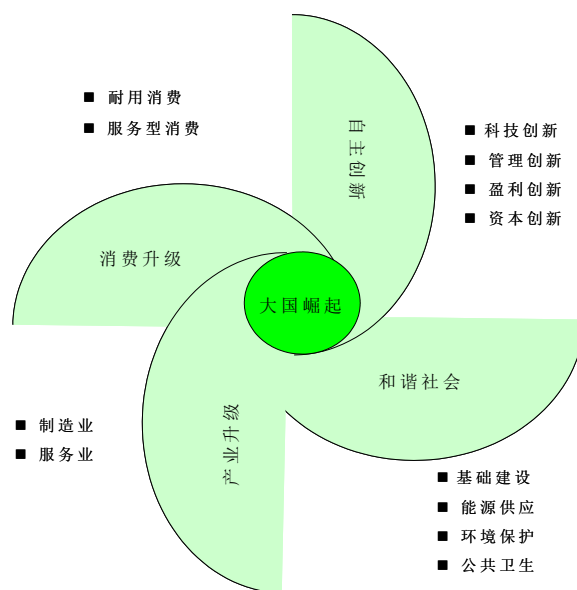 ■ 耐用消费
■ 服务型消费
自主创新
■ 科技创新
■ 管理创新
■ 盈利创新
■ 资本创新
消费升级
大国崛起
和谐社会
■ 制造业
■ 服务业
产业升级
■ 基础建设
■ 能源供应
■ 环境保护
■ 公共卫生